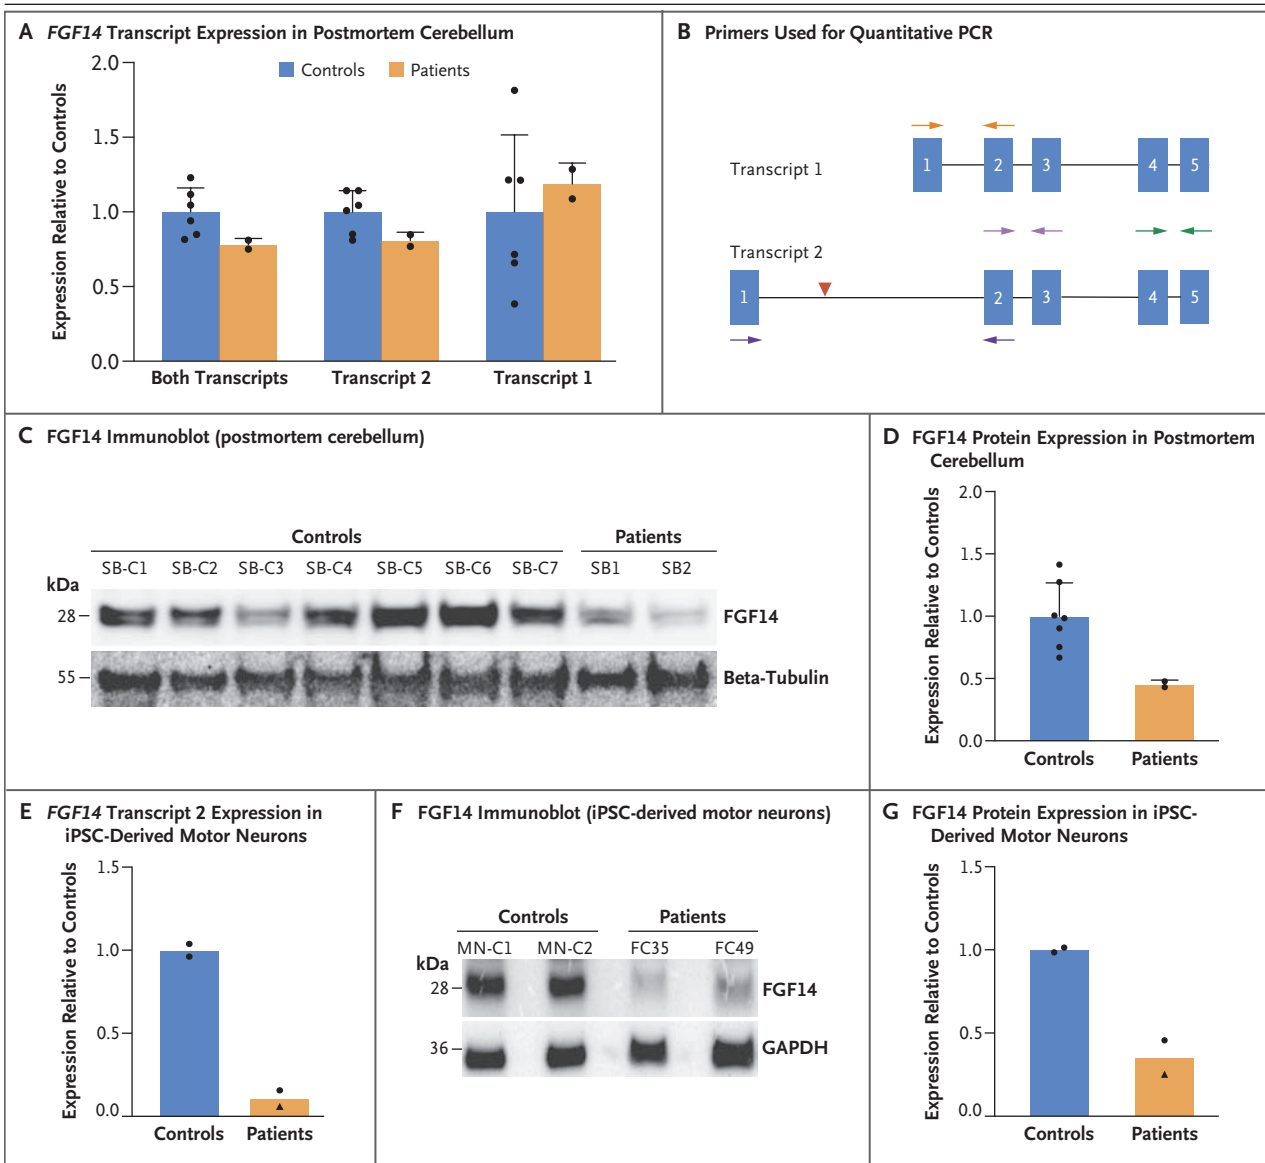 A FGF14 Transcript Expression in Postmortem Cerebellum
Controls Patients
Expression Relative to Controls
2.0
1.5
1.0
0.5
0.0
Both Transcripts Transcript 2 Transcript 1
B Primers Used for Quantitative PCR
Transcript 1
1 2 3 4 5
Transcript 2
1 2 3 4 5
C FGF14 Immunoblot (postmortem cerebellum)
Controls Patients
SB-C1 SB-C2 SB-C3 SB-C4 SB-C5 SB-C6 SB-C7 SB1 SB2
kDa
28 FGF14
55 Beta-Tubulin
D FGF14 Protein Expression in Postmortem
Cerebellum
Expression Relative to Controls
2.0
1.5
1.0
0.5
0.0
Controls Patients
E FGF14 Transcript 2 Expression in
iPSC-Derived Motor Neurons
Expression Relative to Controls
1.5
1.0
0.5
0.0
Controls Patients
F FGF14 Immunoblot (iPSC-derived motor neurons)
Controls Patients
MN-C1 MN-C2 FC35 FC49
kDa
28 FGF14
36 GAPDH
G FGF14 Protein Expression in iPSC-
Derived Motor Neurons
Expression Relative to Controls
1.5
1.0
0.5
0.0
Controls Patients